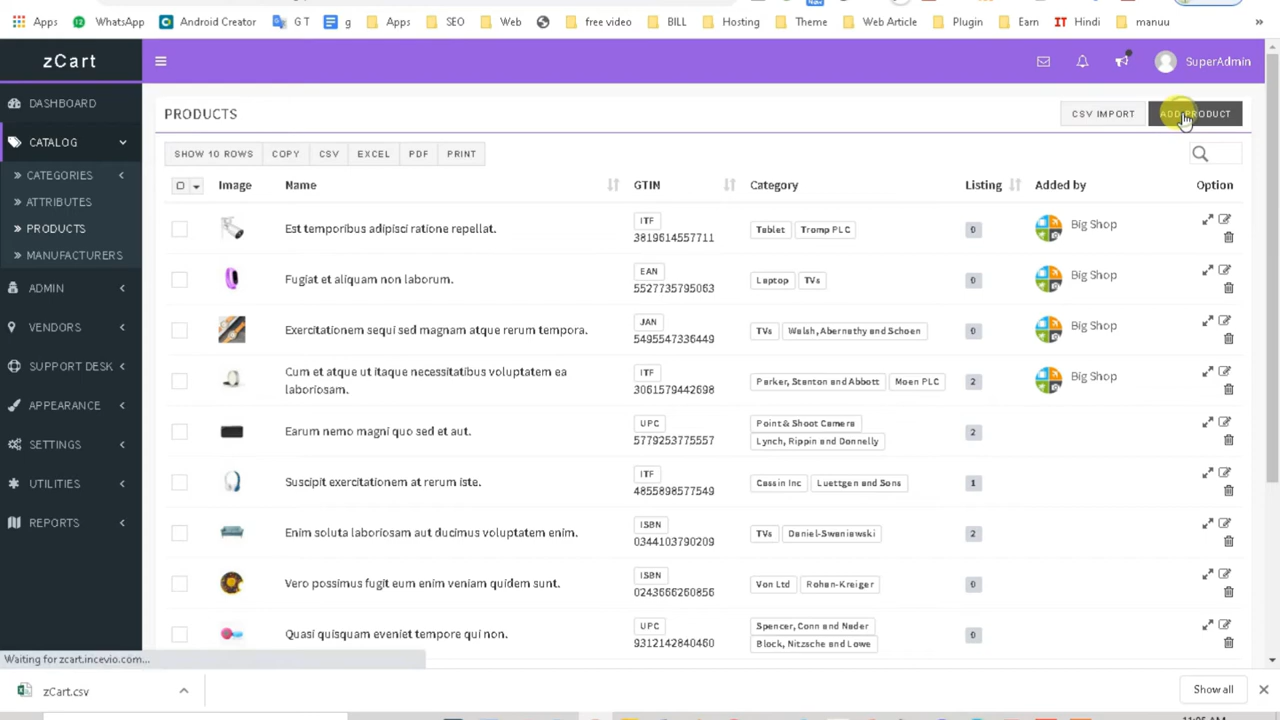 Apps WhatsApp Android Creator G T g Apps SEO Web free video BILL Hosting Theme Web Article Plugin Earn IT Hindi manuu »
zCart
SuperAdmin
DASHBOARD
CATALOG
CATEGORIES
ATTRIBUTES
PRODUCTS
MANUFACTURERS
ADMIN
VENDORS
SUPPORT DESK
APPEARANCE
SETTINGS
UTILITIES
REPORTS
PRODUCTS
CSV IMPORT ADD PRODUCT
SHOW 10 ROWS COPY CSV EXCEL PDF PRINT
Image Name GTIN Category Listing Added by Option
Est temporibus adipisci ratione repellat. ITF 3819614557711 Tablet Tromp PLC 0 Big Shop
Fugiat et aliquam non laborum. EAN 5527735795063 Laptop TVs 0 Big Shop
Exercitationem sequi sed magnam atque rerum tempora. JAN 5495547336449 TVs Walsh, Abernathy and Schoen 0 Big Shop
Cum et atque ut itaque necessitatibus voluptatem ea
laboriosam. ITF 3061579442698 Parker, Stanton and Abbott Moen PLC 2 Big Shop
Earum nemo magni quo sed et aut. UPC 5779253775557 Point & Shoot Camera
Lynch, Rippin and Donnelly 2
Suscipit exercitationem at rerum iste. ITF 4855898577549 Cassin Inc Luettgen and Sons 1
Enim soluta laboriosam aut ducimus voluptatem enim. ISBN 0344103790209 TVs Daniel-Swaniawski 2
Vero possimus fugit eum enim veniam quidem sunt. ISBN 0243666260856 Von Ltd Rohan-Kreiger 0
Quasi quisquam eveniet tempore qui non. UPC 9312142840460 Spencer, Conn and Nader
Block, Nitzsche and Lowe 0
Waiting for zcart.incevio.com...
zCart.csv Show all